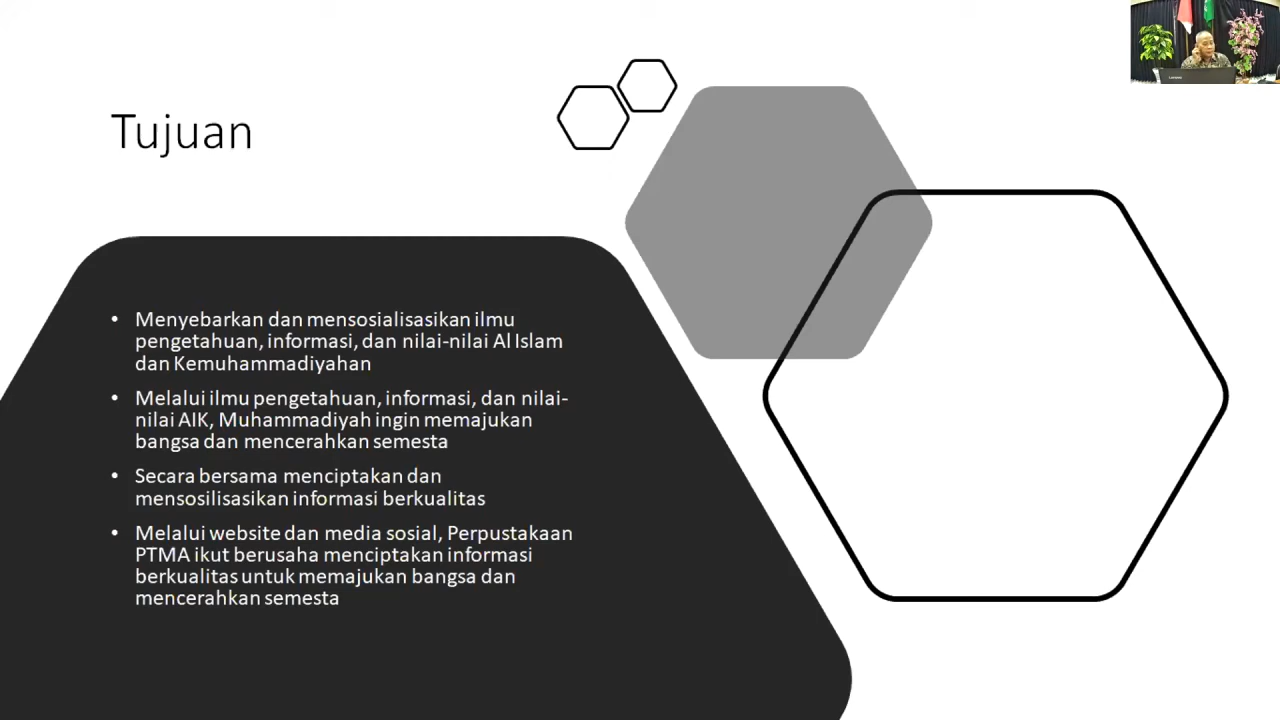 Tujuan
• Menyebarkan dan mensosialisasikan ilmu
pengetahuan, informasi, dan nilai-nilai Al Islam
dan Kemuhammadiyahan
• Melalui ilmu pengetahuan, informasi, dan nilai-
nilai AIK, Muhammadiyah ingin memajukan
bangsa dan mencerahkan semesta
• Secara bersama menciptakan dan
mensosilisasikan informasi berkualitas
• Melalui website dan media sosial, Perpustakaan
PTMA ikut berusaha menciptakan informasi
berkualitas untuk memajukan bangsa dan
mencerahkan semesta
Lenovo